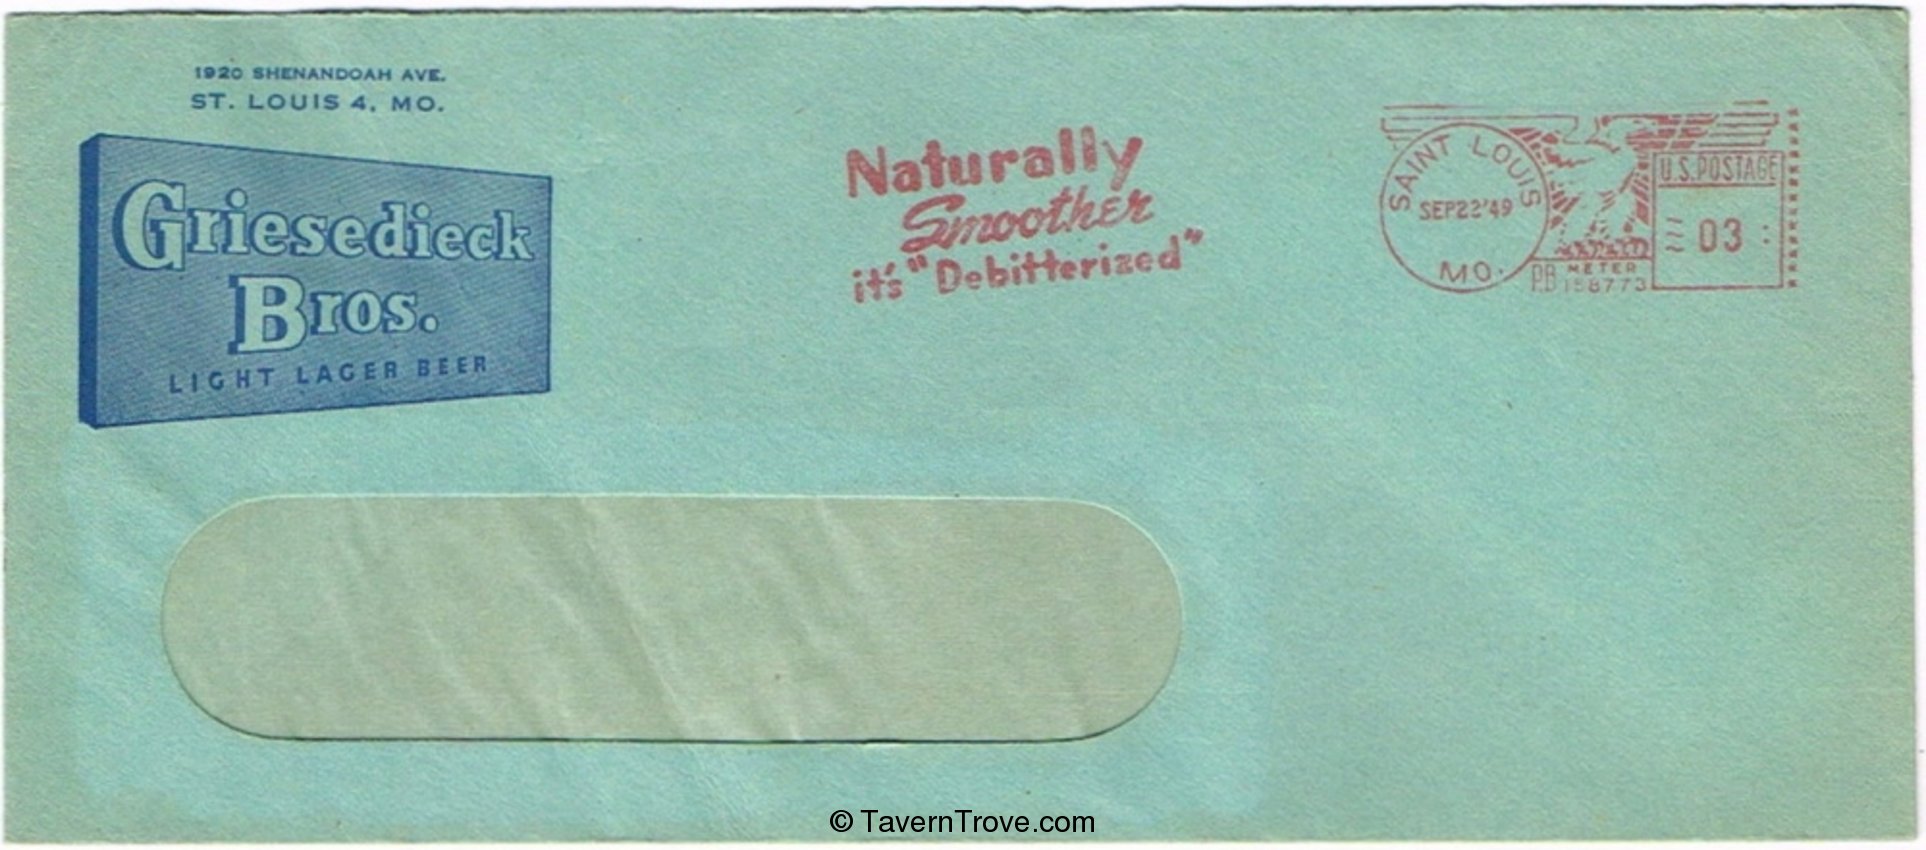 1920 SHENANDOAH AVE.
ST. LOUIS 4, MO.
Griesedieck
Bros.
LIGHT LAGER BEER
Naturally
Smoother
it's "Debitterized"
SAINT LOUIS
SEP 22 '49
MO.
U.S. POSTAGE
03
P.B. METER
158773
© TavernTrove.com